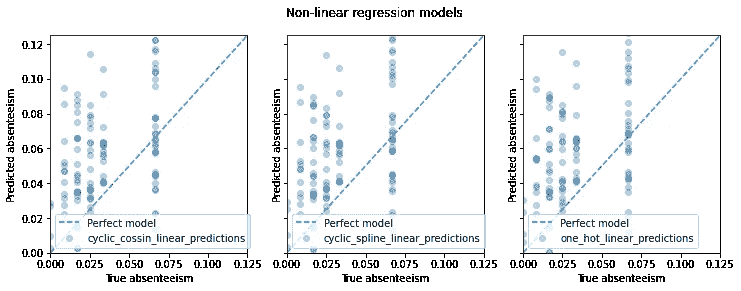 Non-linear regression models
0.12
0.10
0.08
0.06
0.04
0.02
0.00
Predicted absenteeism
Perfect model
cyclic_cossin_linear_predictions
0.000 0.025 0.050 0.075 0.100 0.125
True absenteeism
Predicted absenteeism
Perfect model
cyclic_spline_linear_predictions
0.000 0.025 0.050 0.075 0.100 0.125
True absenteeism
Predicted absenteeism
Perfect model
one_hot_linear_predictions
0.000 0.025 0.050 0.075 0.100 0.125
True absenteeism